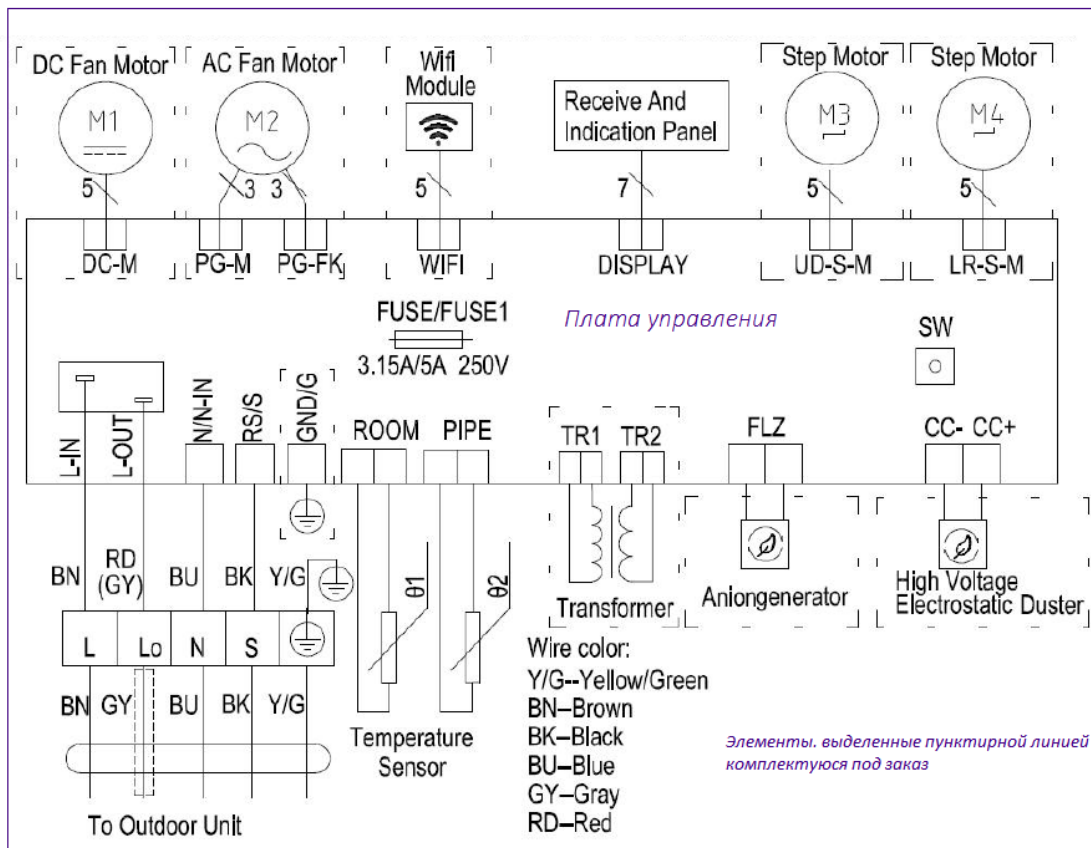 DC Fan Motor
AC Fan Motor
Wifi
Module
Receive And
Indication Panel
Step Motor
Step Motor
M1
M2
M3
M4
5
3
3
5
7
5
5
DC-M
PG-M
PG-FK
WIFI
DISPLAY
UD-S-M
LR-S-M
FUSE/FUSE1
3.15A/5A 250V
Плата управления
SW
L-IN
L-OUT
N/N-IN
RS/S
GND/G
ROOM
PIPE
TR1
TR2
FLZ
CC- CC+
BN
RD
(GY)
BU
BK
Y/G
θ1
θ2
Transformer
Aniongenerator
High Voltage
Electrostatic Duster
L
Lo
N
S
BN
GY
BU
BK
Y/G
Temperature
Sensor
To Outdoor Unit
Wire color:
Y/G--Yellow/Green
BN–Brown
BK–Black
BU–Blue
GY–Gray
RD–Red
Элементы. выделенные пунктирной линией
комплектуюся под заказ